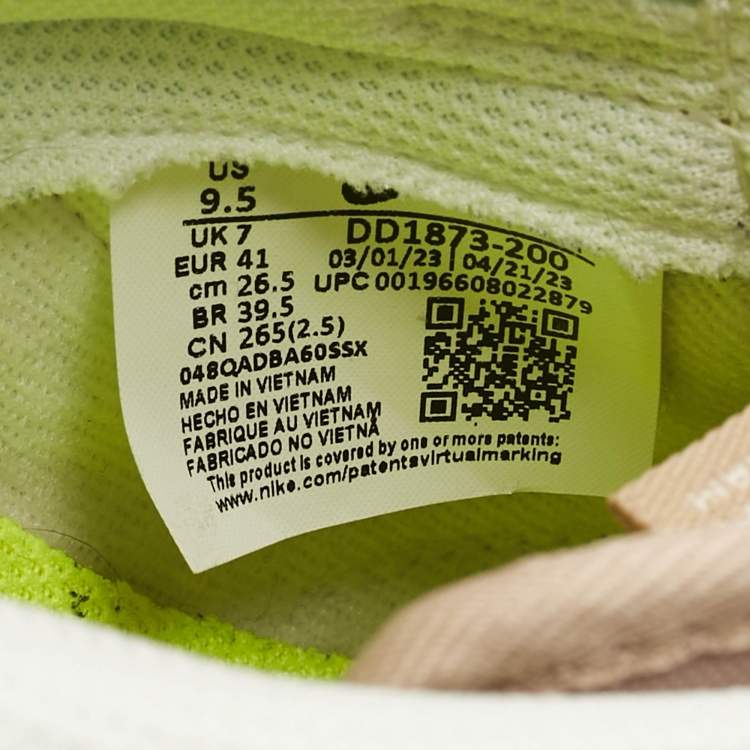 US
9.5
UK 7
EUR 41
cm 26.5
BR 39.5
CN 265(2.5)
DD1873-200
03/01/23 | 04/21/23
UPC 00196608022879
048QADBA60SSX
MADE IN VIETNAM
HECHO EN VIETNAM
FABRIQUE AU VIETNAM
FABRICADO NO VIETNÃ
This product is covered by one or more patents:
www.nike.com/patentsvirtualmarking